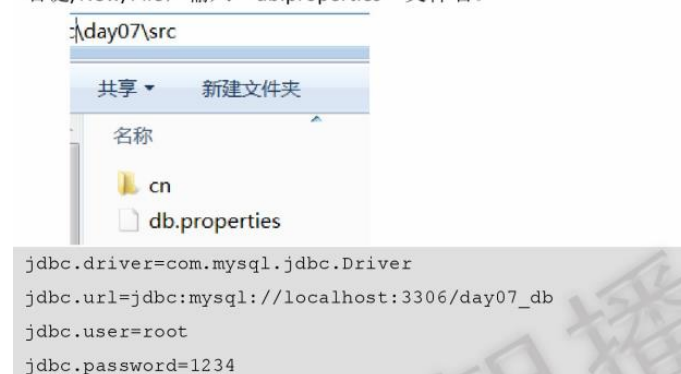 \day07\src
共享 新建文件夹
名称
cn
db.properties
jdbc.driver=com.mysql.jdbc.Driver
jdbc.url=jdbc:mysql://localhost:3306/day07_db
jdbc.user=root
jdbc.password=1234